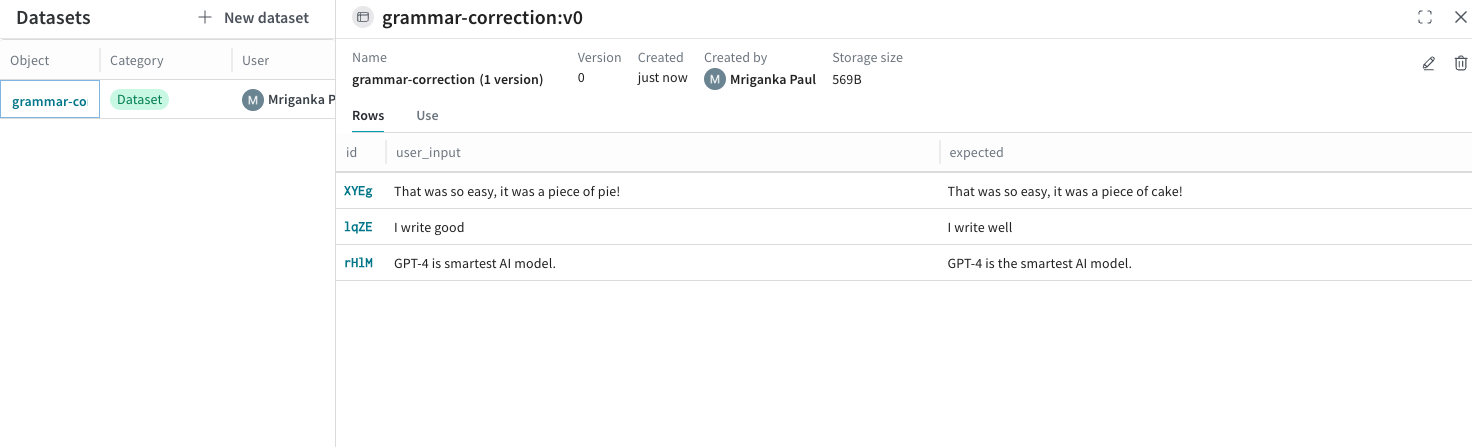 Datasets
New dataset
Object Category User
grammar-co Dataset M Mriganka P
grammar-correction:v0
Name Version Created Created by Storage size
grammar-correction (1 version) 0 just now M Mriganka Paul 569B
Rows Use
id user_input expected
XYEg That was so easy, it was a piece of pie! That was so easy, it was a piece of cake!
lqZE I write good I write well
rHlM GPT-4 is smartest AI model. GPT-4 is the smartest AI model.